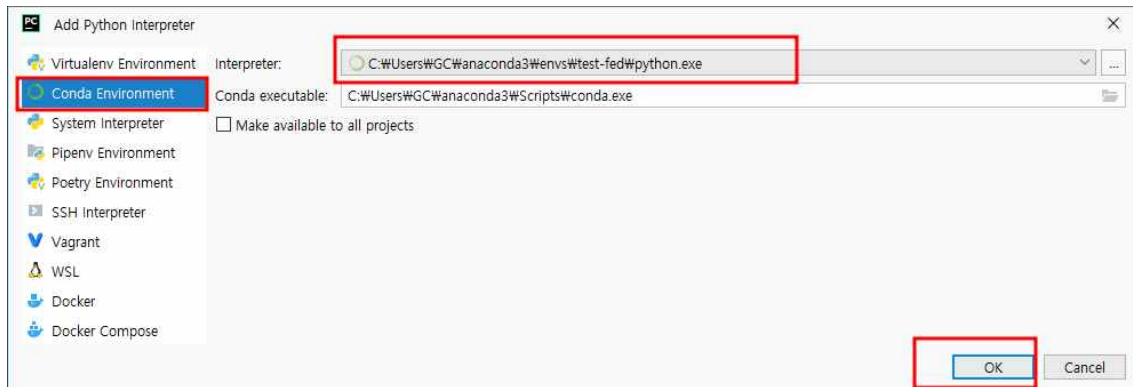 PC Add Python Interpreter
Virtualenv Environment
Interpreter: C:₩Users₩GC₩anaconda3₩envs₩test-fed₩python.exe ...
Conda Environment
Conda executable: C:₩Users₩GC₩anaconda3₩Scripts₩conda.exe
System Interpreter
Make available to all projects
Pipenv Environment
Poetry Environment
SSH Interpreter
Vagrant
WSL
Docker
Docker Compose
OK Cancel